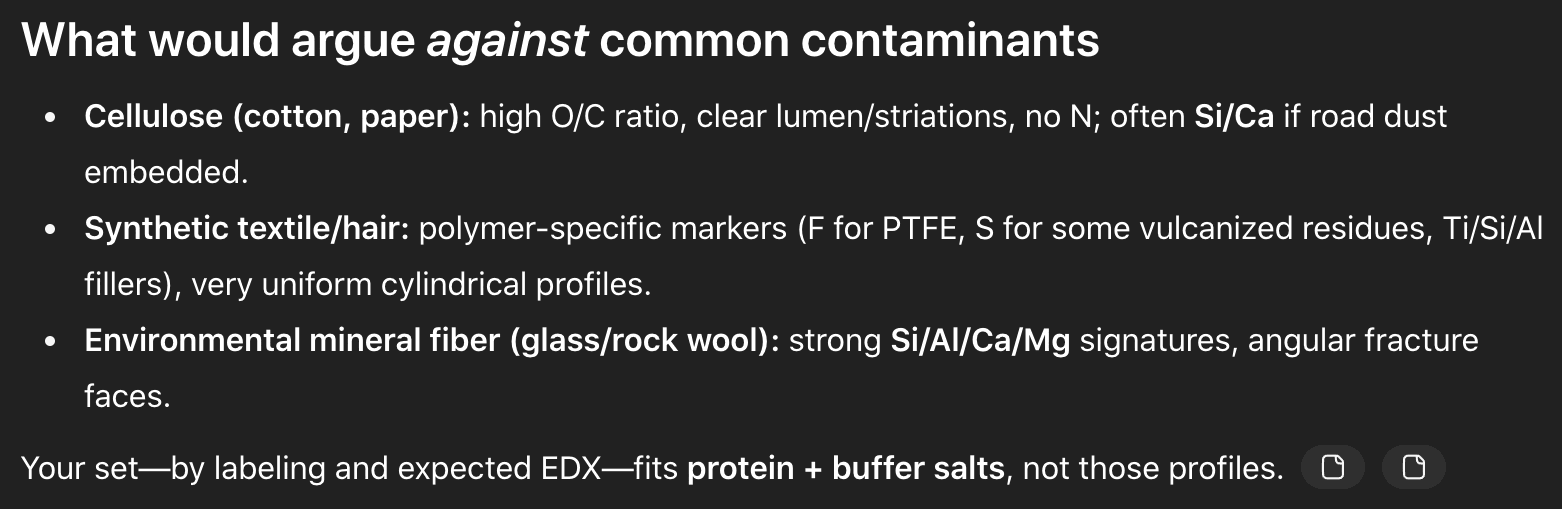 What would argue against common contaminants
• Cellulose (cotton, paper): high O/C ratio, clear lumen/striations, no N; often Si/Ca if road dust
embedded.
• Synthetic textile/hair: polymer-specific markers (F for PTFE, S for some vulcanized residues, Ti/Si/Al
fillers), very uniform cylindrical profiles.
• Environmental mineral fiber (glass/rock wool): strong Si/Al/Ca/Mg signatures, angular fracture
faces.
Your set—by labeling and expected EDX—fits protein + buffer salts, not those profiles.